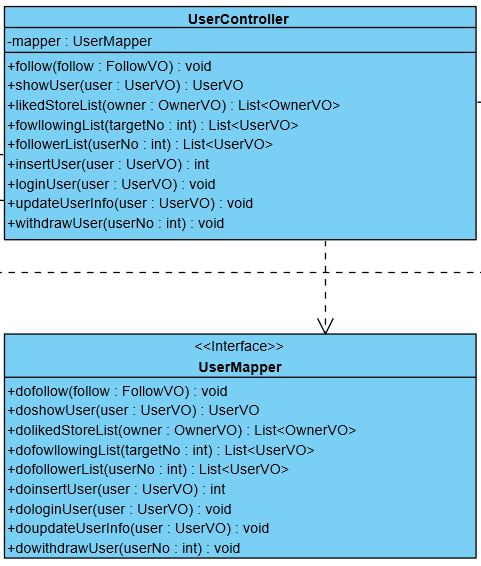 UserController
-mapper : UserMapper
+follow(follow : FollowVO) : void
+showUser(user : UserVO) : UserVO
+likedStoreList(owner : OwnerVO) : List<OwnerVO>
+fowllowingList(targetNo : int) : List<UserVO>
+followerList(userNo : int) : List<UserVO>
+insertUser(user : UserVO) : int
+loginUser(user : UserVO) : void
+updateUserInfo(user : UserVO) : void
+withdrawUser(userNo : int) : void
<<Interface>>
UserMapper
+dofollow(follow : FollowVO) : void
+doshowUser(user : UserVO) : UserVO
+dolikedStoreList(owner : OwnerVO) : List<OwnerVO>
+dofowllowingList(targetNo : int) : List<UserVO>
+dofollowerList(userNo : int) : List<UserVO>
+doinsertUser(user : UserVO) : int
+dologinUser(user : UserVO) : void
+doupdateUserInfo(user : UserVO) : void
+dowithdrawUser(userNo : int) : void